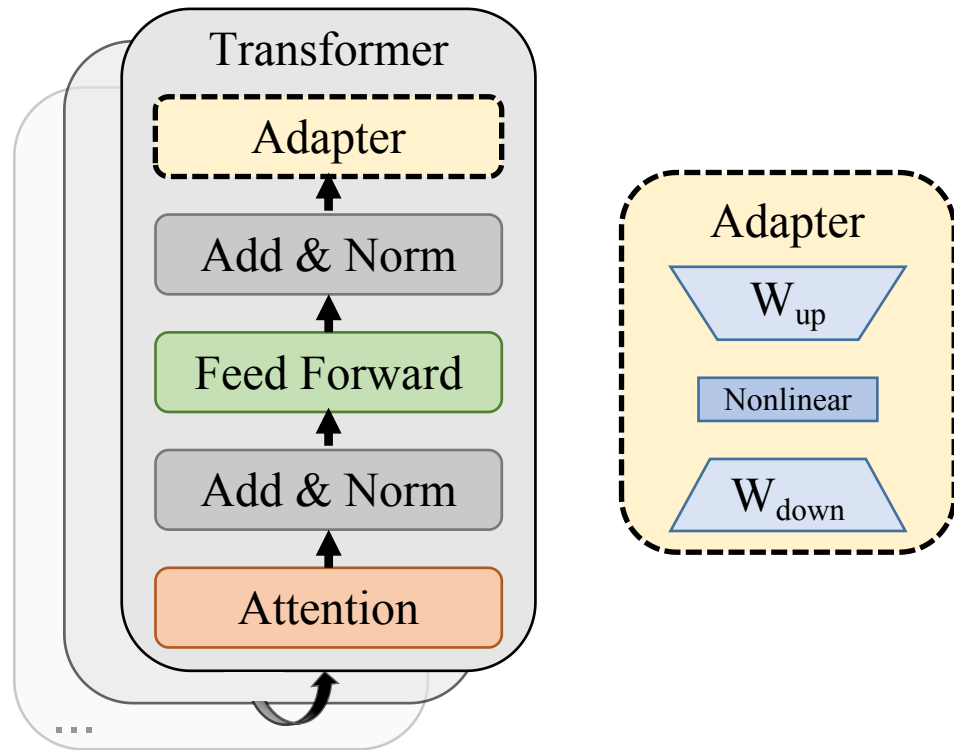 Transformer
Adapter
Add & Norm
Feed Forward
Add & Norm
Attention
...
Adapter
W_up
Nonlinear
W_down